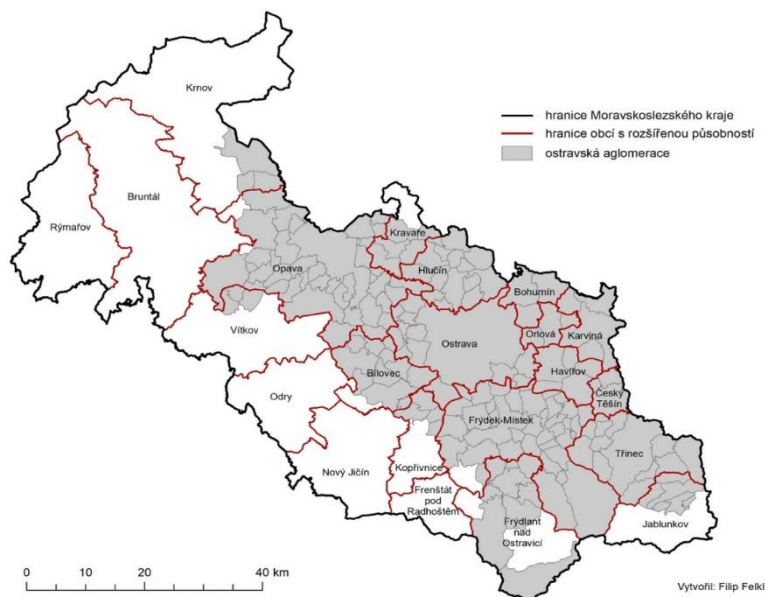 Krnov
hranice Moravskoslezského kraje
hranice obcí s rozšířenou působností
ostravská aglomerace
Bruntál
Rýmařov
Kravaře
Opava
Hlučín
Bohumín
Vítkov
Ostrava
Orlová
Karviná
Bílovec
Havířov
Český
Těšín
Odry
Frýdek-Místek
Třinec
Nový Jičín
Kopřivnice
Frenštát
pod
Radhoštěm
Frýdlant
nad
Ostravicí
Jablunkov
0 10 20 40 km
Vytvořil: Filip Felkl